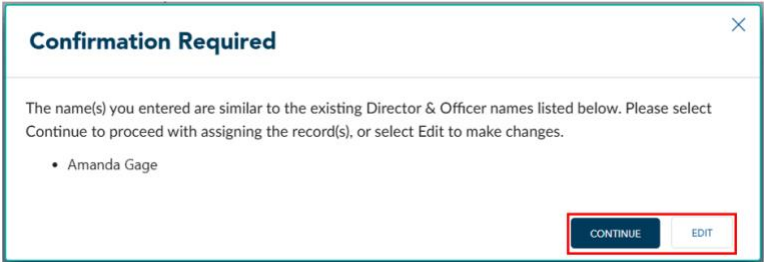 Confirmation Required
The name(s) you entered are similar to the existing Director & Officer names listed below. Please select
Continue to proceed with assigning the record(s), or select Edit to make changes.
• Amanda Gage
CONTINUE EDIT